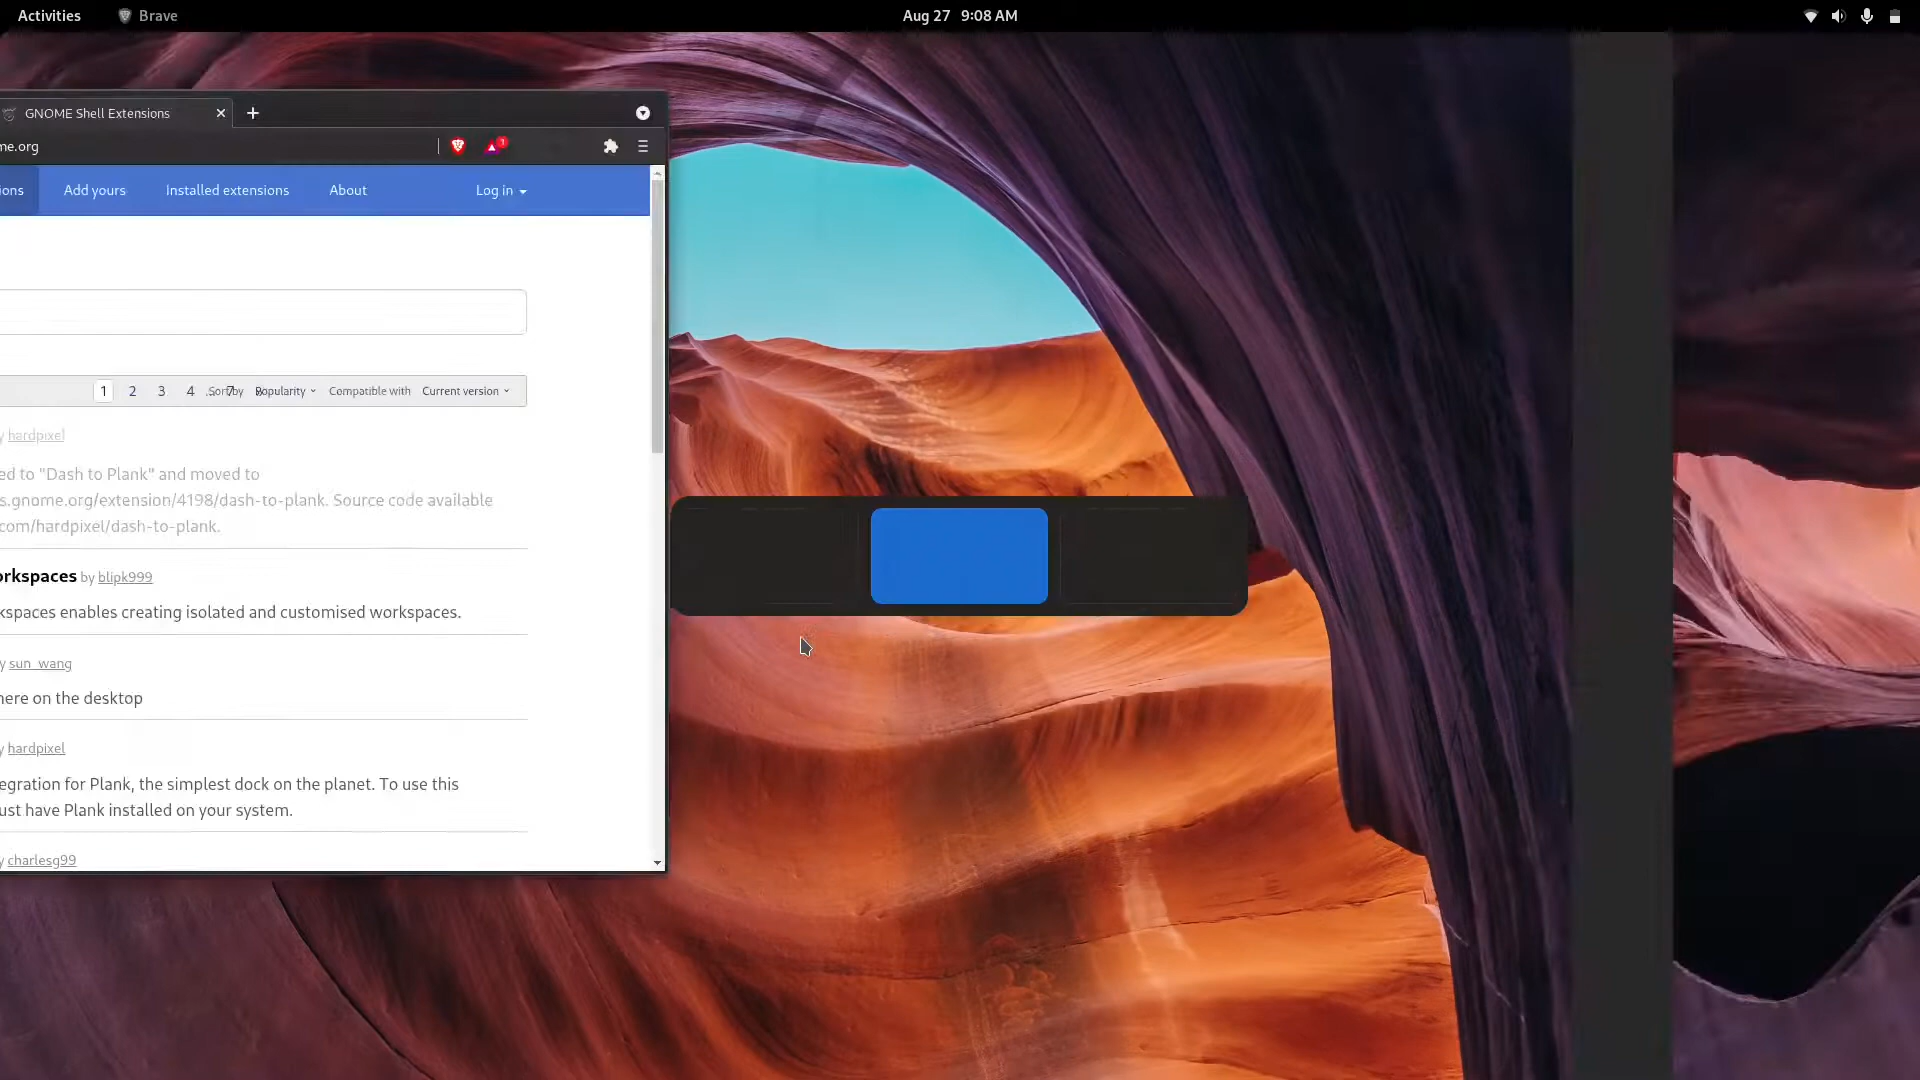 Activities
Brave
Aug 27 9:08 AM
GNOME Shell Extensions
me.org
1
ions
Add yours
Installed extensions
About
Log in
1 2 3 4 ... 7 Sort by Popularity Compatible with Current version
y hardpixel
ed to "Dash to Plank" and moved to
s.gnome.org/extension/4198/dash-to-plank. Source code available
com/hardpixel/dash-to-plank.
orkspaces by blipk999
kspaces enables creating isolated and customised workspaces.
y sun_wang
here on the desktop
y hardpixel
egration for Plank, the simplest dock on the planet. To use this
ust have Plank installed on your system.
y charlesg99